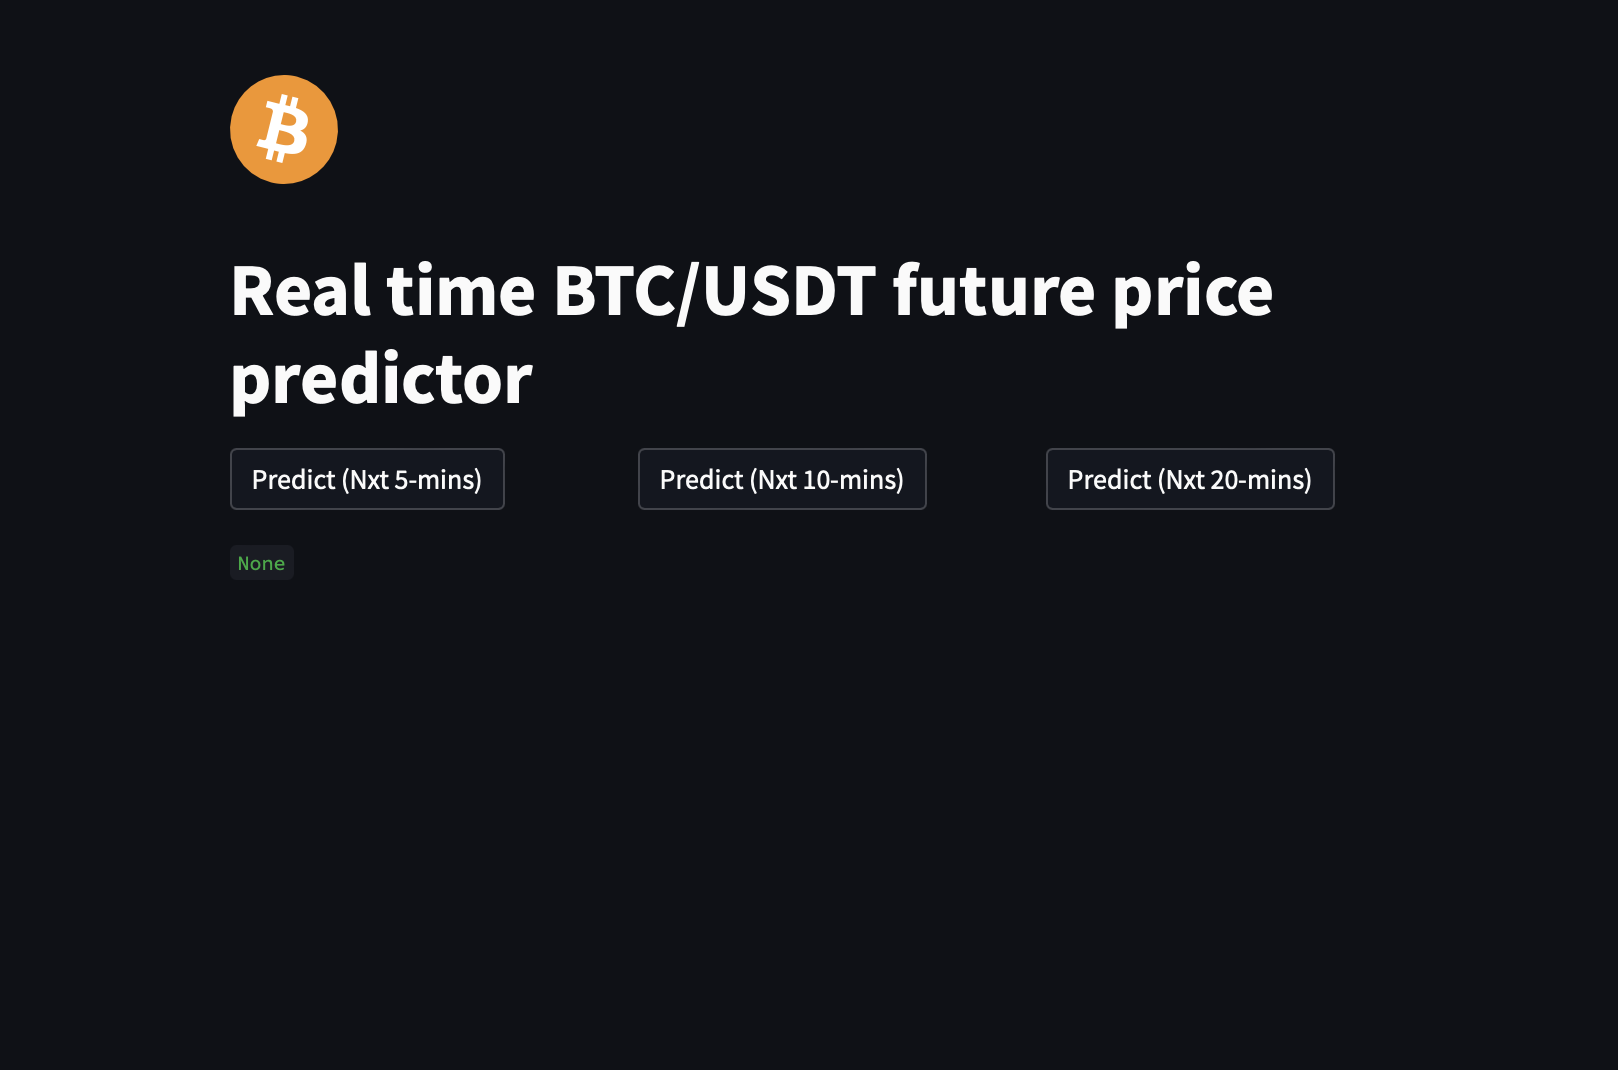 Real time BTC/USDT future price
predictor
Predict (Nxt 5-mins)
Predict (Nxt 10-mins)
Predict (Nxt 20-mins)
None